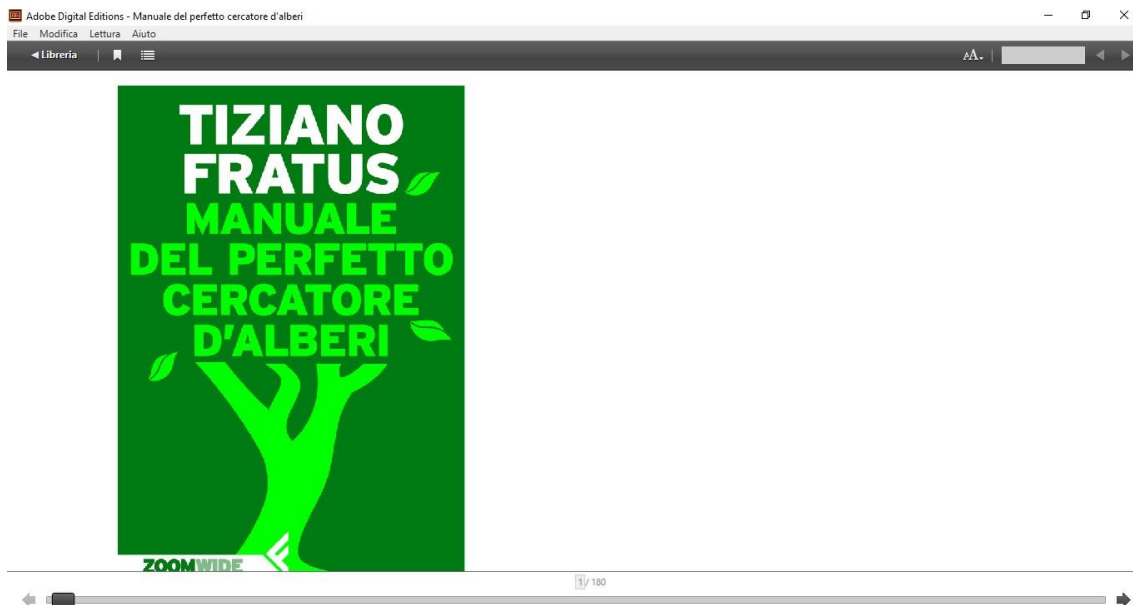 Adobe Digital Editions - Manuale del perfetto cercatore d'alberi
File Modifica Lettura Aiuto
Libreria
AA
TIZIANO
FRATUS
MANUALE
DEL PERFETTO
CERCATORE
D'ALBERI
ZOOMWIDE
1 / 180